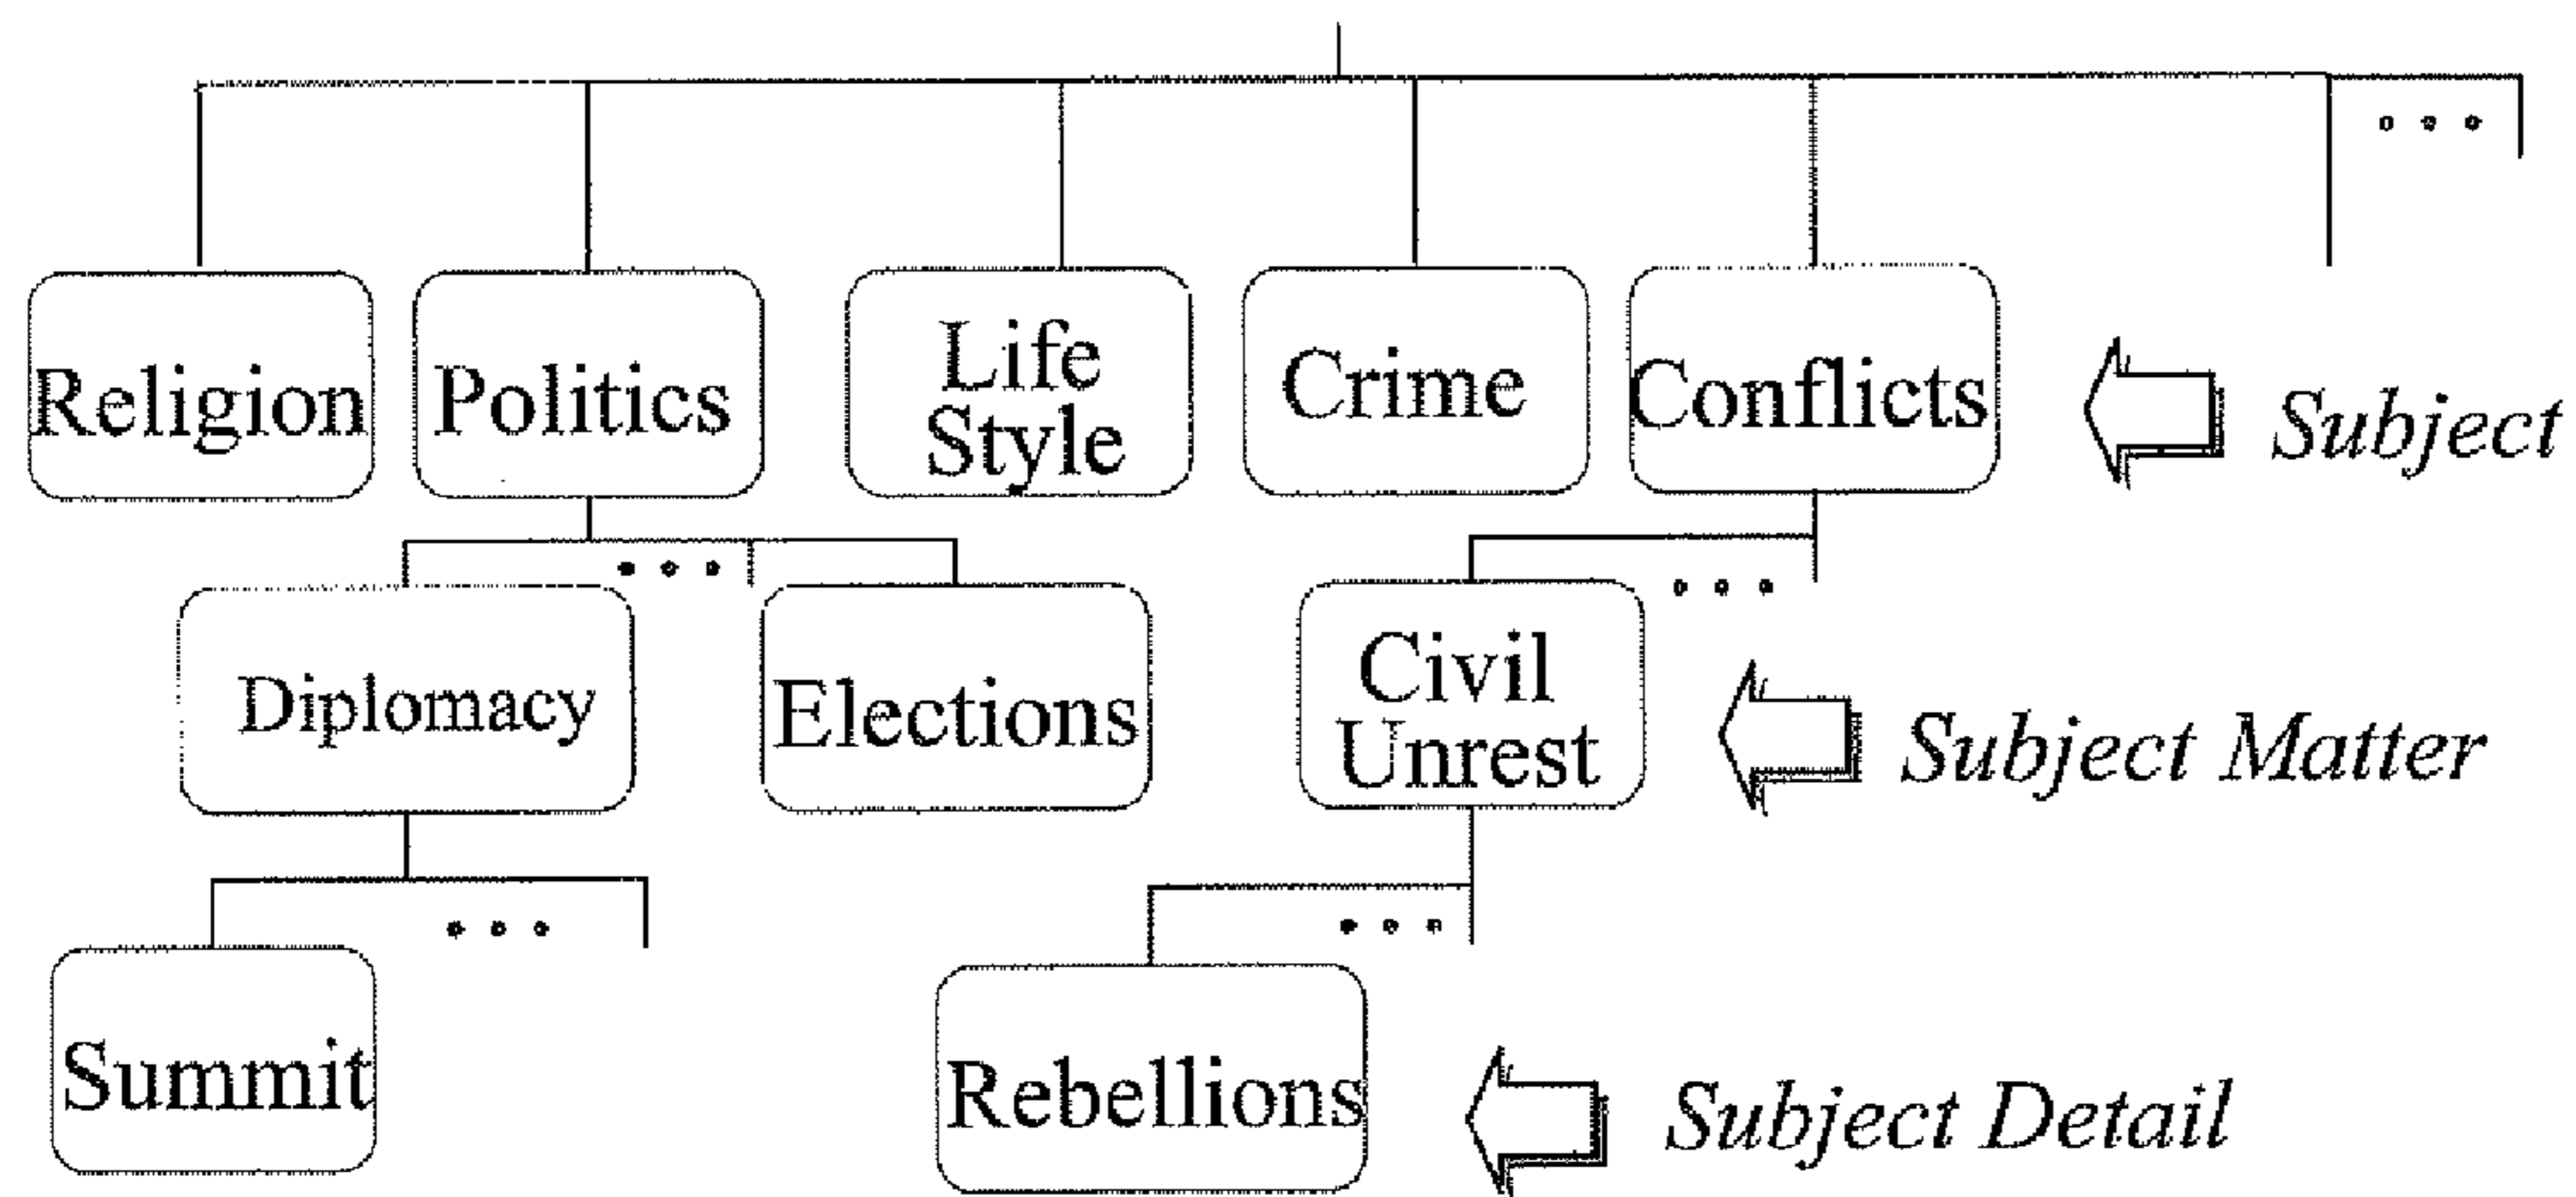 Religion
Politics
Life
Style
Crime
Conflicts
Subject
Diplomacy
Elections
Civil
Unrest
Subject Matter
Summit
Rebellions
Subject Detail